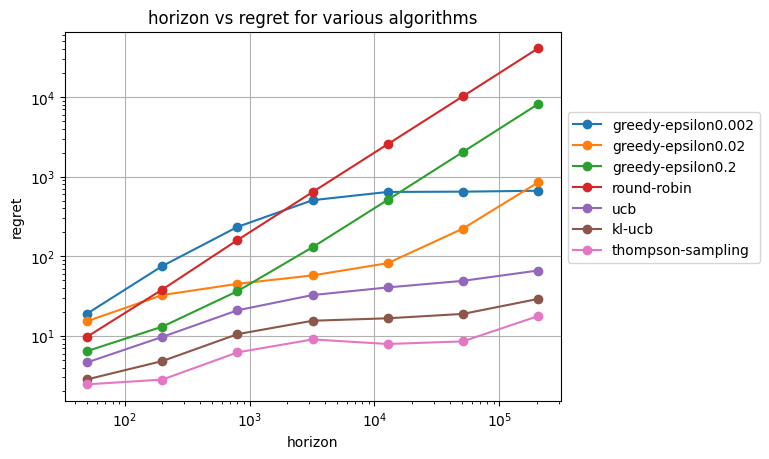 horizon vs regret for various algorithms
regret
10^4
10^3
10^2
10^1
10^2
10^3
10^4
10^5
horizon
greedy-epsilon0.002
greedy-epsilon0.02
greedy-epsilon0.2
round-robin
ucb
kl-ucb
thompson-sampling